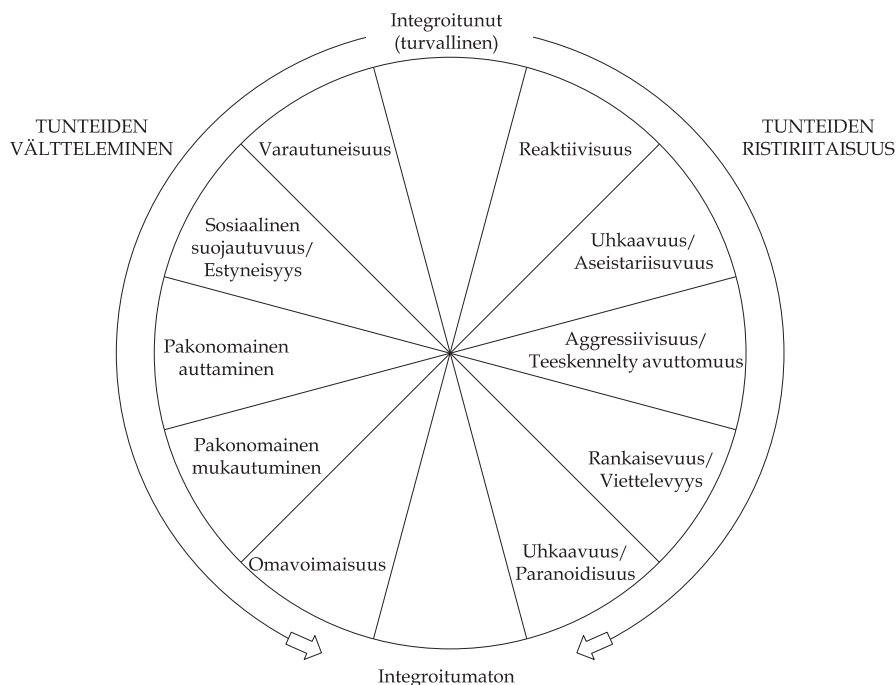 Integroitunut
(turvallinen)
TUNTEIDEN
VÄLTTELEMINEN
TUNTEIDEN
RISTIRIITAISUUS
Varautuneisuus
Reaktiivisuus
Sosiaalinen
suojautuvuus/
Estyneisyys
Uhkaavuus/
Aseistariisuvuus
Pakonomainen
auttaminen
Aggressiivisuus/
Teeskennelty avuttomuus
Pakonomainen
mukautuminen
Rankaisevuus/
Viettelevyys
Omavoimaisuus
Uhkaavuus/
Paranoidisuus
Integroitumaton